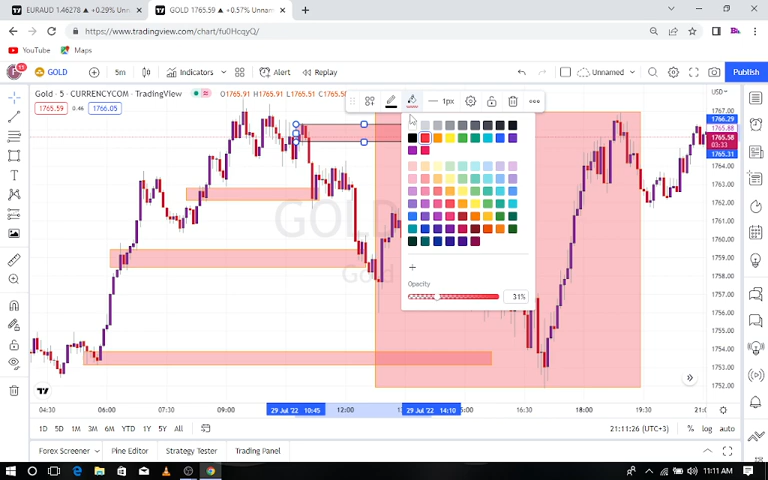 EURAUD 1.46278 ▲ +0.29% Unn
GOLD 1765.59 ▲ +0.57% Unnam
https://www.tradingview.com/chart/fu0HcqyQ/
YouTube
Maps
GOLD
5m
Indicators
Alert
Replay
Unnamed
Publish
Gold · 5 · CURRENCYCOM · TradingView
O1765.91 H1765.91 L1765.51 C1765.5
1765.59
0.46
1766.05
1px
USD
1767.00
1766.29
1765.88
1765.58
03:33
1765.31
1764.00
1763.00
1762.00
1761.00
1760.00
1759.00
1758.00
1757.00
1756.00
1755.00
1754.00
1753.00
1752.00
GOLD
Gold
Opacity
31%
04:30
06:00
07:30
09:00
29 Jul '22 10:45
12:00
29 Jul '22 14:10
16:30
18:00
19:30
1D
5D
1M
3M
6M
YTD
1Y
5Y
All
21:11:26 (UTC+3)
%
log
auto
Forex Screener
Pine Editor
Strategy Tester
Trading Panel
11:11 AM